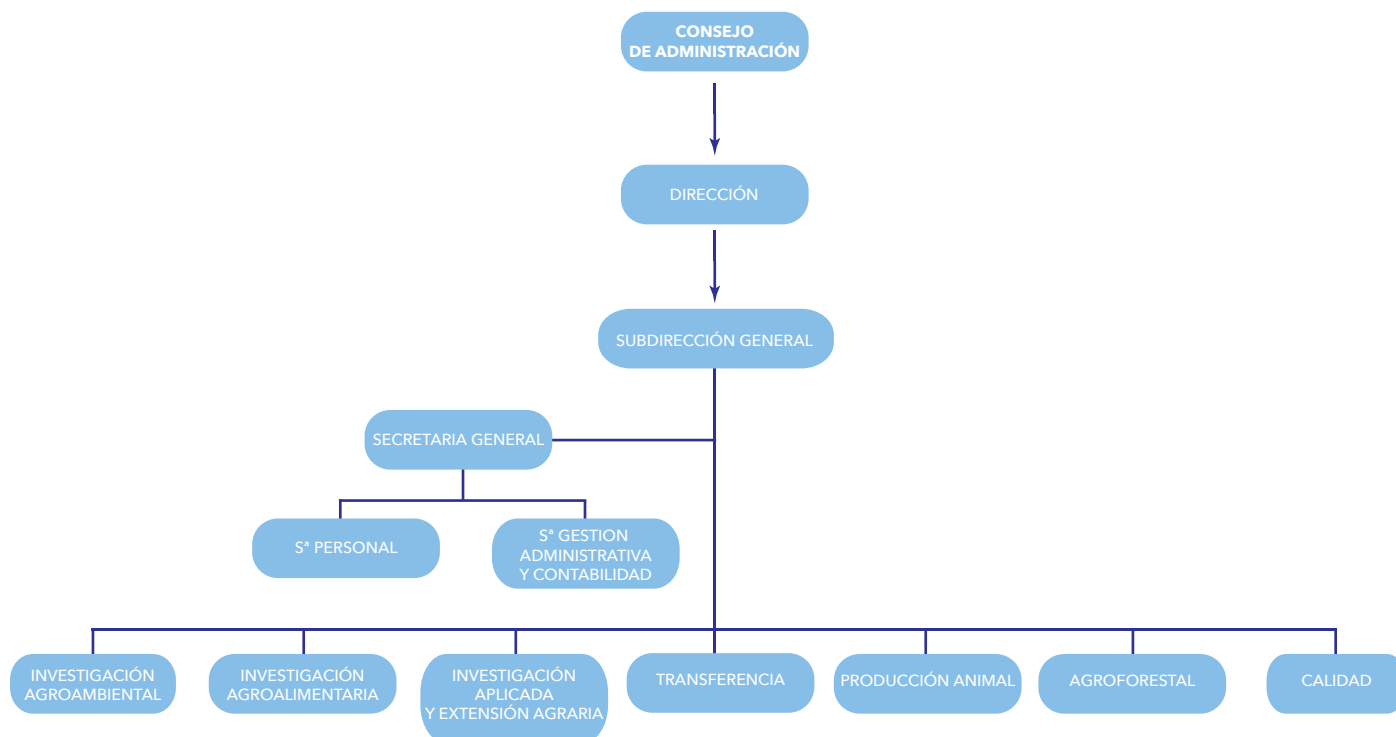 CONSEJO
DE ADMINISTRACIÓN
DIRECCIÓN
SUBDIRECCIÓN GENERAL
SECRETARIA GENERAL
Sª PERSONAL
Sª GESTION
ADMINISTRATIVA
Y CONTABILIDAD
INVESTIGACIÓN
AGROAMBIENTAL
INVESTIGACIÓN
AGROALIMENTARIA
INVESTIGACIÓN
APLICADA
Y EXTENSIÓN AGRARIA
TRANSFERENCIA
PRODUCCIÓN ANIMAL
AGROFORESTAL
CALIDAD